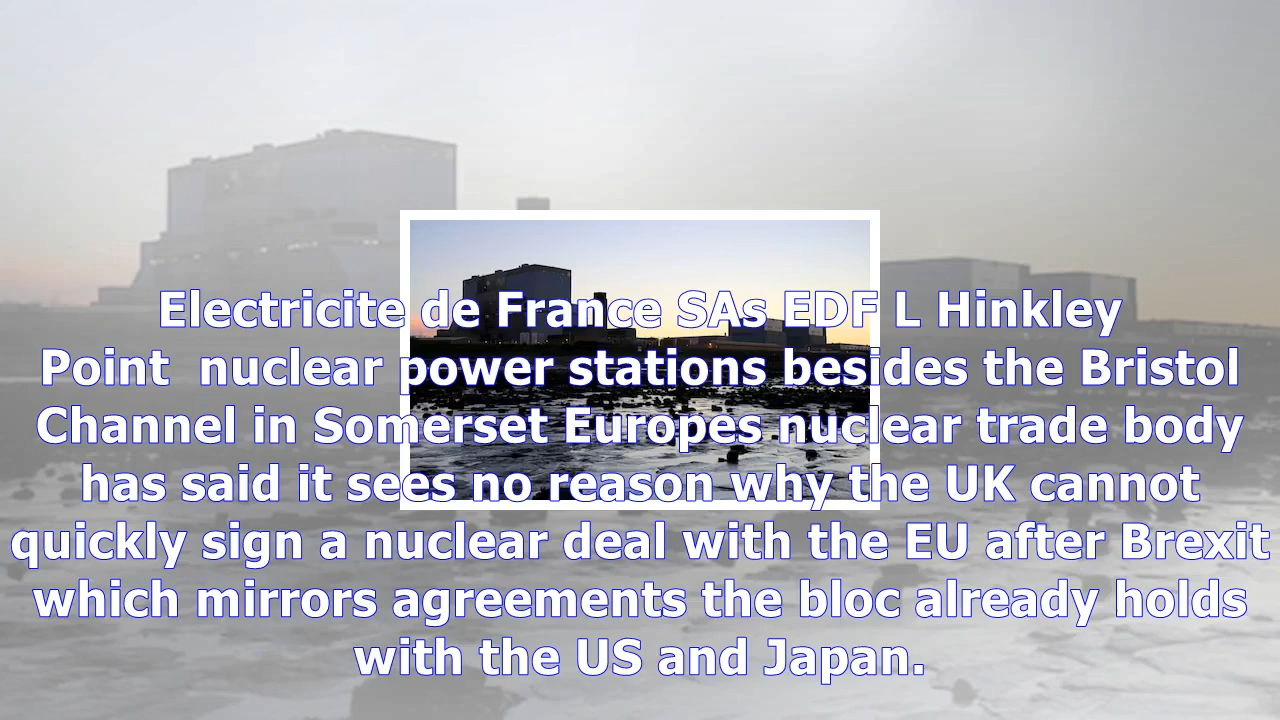 Electricite de France SAs EDF L Hinkley
Point  nuclear power stations besides the Bristol
Channel in Somerset Europes nuclear trade body
has said it sees no reason why the UK cannot
quickly sign a nuclear deal with the EU after Brexit
which mirrors agreements the bloc already holds
with the US and Japan.